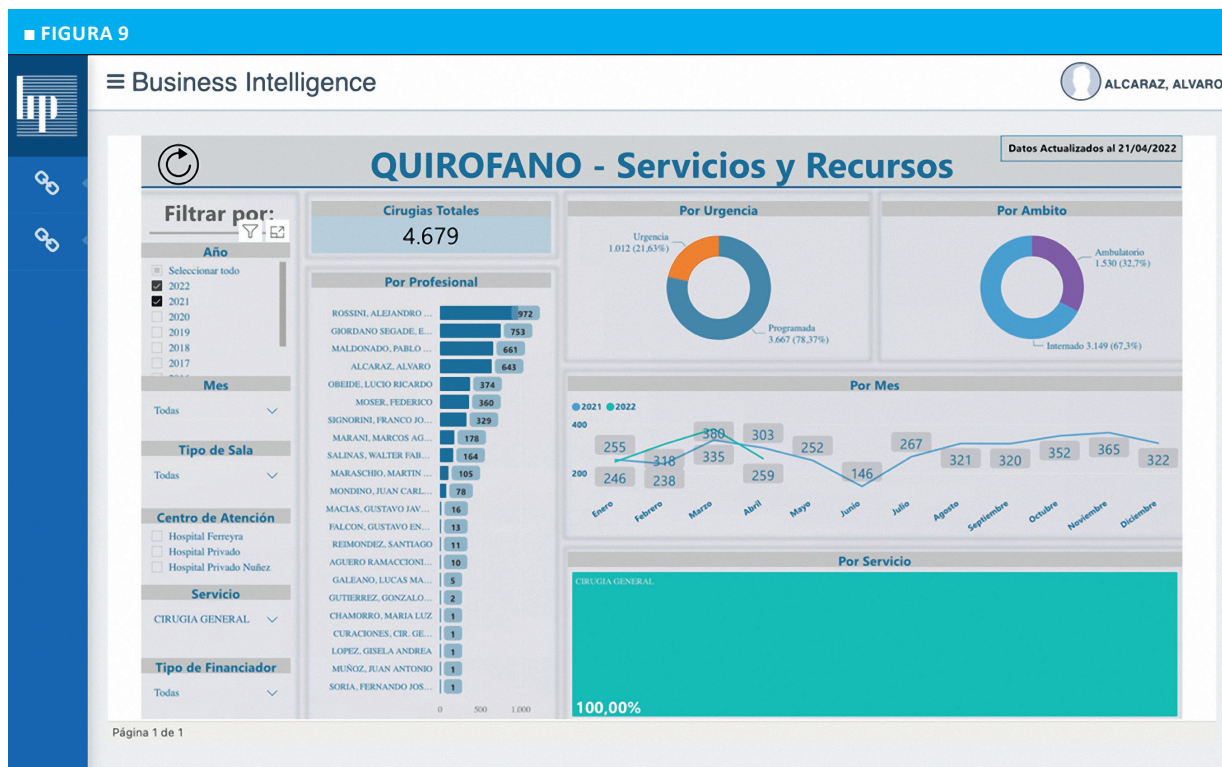 FIGURA 9
hp
Business Intelligence
ALCARAZ, ALVARO
Datos Actualizados al 21/04/2022
QUIROFANO - Servicios y Recursos
Filtrar por:
Año
Seleccionar todo
2022
2021
2020
2019
2018
2017
Mes
Todas
Tipo de Sala
Todas
Centro de Atención
Hospital Ferreyra
Hospital Privado
Hospital Privado Nuñez
Servicio
CIRUGIA GENERAL
Tipo de Financiador
Todas
Cirugias Totales
4.679
Por Profesional
ROSSINI, ALEJANDRO ... 972
GIORDANO SEGADE, E... 753
MALDONADO, PABLO ... 661
ALCARAZ, ALVARO 643
OBEIDE, LUCIO RICARDO 374
MOSER, FEDERICO 360
SIGNORINI, FRANCO JO... 329
MARANI, MARCOS AG... 178
SALINAS, WALTER FAB... 164
MARASCHIO, MARTIN ... 105
MONDINO, JUAN CARL... 78
MACIAS, GUSTAVO JAV... 16
FALCON, GUSTAVO EN... 13
REIMONDEZ, SANTIAGO 11
AGUERO RAMACCIONI... 10
GALEANO, LUCAS MA... 5
GUTIERREZ, GONZALO... 2
CHAMORRO, MARIA LUZ 1
CURACIONES, CIR. GE... 1
LOPEZ, GISELA ANDREA 1
MUÑOZ, JUAN ANTONIO 1
SORIA, FERNANDO JOS... 1
0 500 1.000
Por Urgencia
Urgencia
1.012 (21,63%)
Programada
3.667 (78,37%)
Por Ambito
Ambulatorio
1.530 (32,7%)
Internado 3.149 (67,3%)
Por Mes
2021 2022
400
200
255 318 380 303 252 146 267 321 320 352 365 322
246 238 335 259
Enero Febrero Marzo Abril Mayo Junio Julio Agosto Septiembre Octubre Noviembre Diciembre
Por Servicio
CIRUGIA GENERAL
100,00%
Página 1 de 1